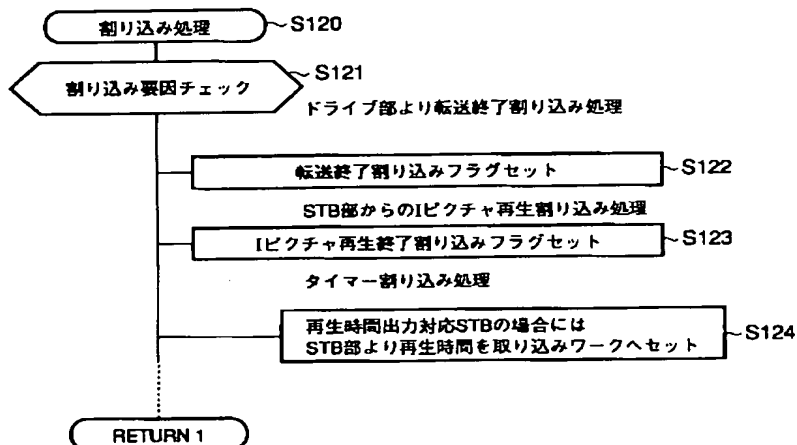 割り込み処理
S120
割り込み要因チェック
S121
ドライブ部より転送終了割り込み処理
転送終了割り込みフラグセット
S122
STB部からのIピクチャ再生割り込み処理
Iピクチャ再生終了割り込みフラグセット
S123
タイマー割り込み処理
再生時間出力対応STBの場合には
STB部より再生時間を取り込みワークへセット
S124
RETURN 1